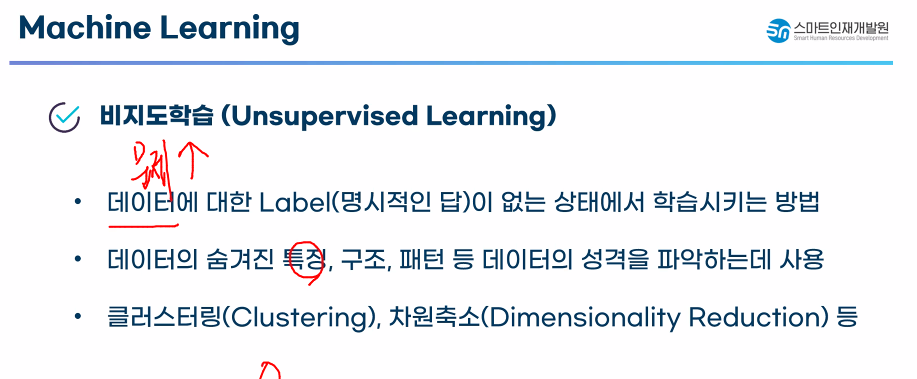 Machine Learning
스마트인재개발원
Smart Human Resources Development
비지도학습 (Unsupervised Learning)
문제 ↑
• 데이터에 대한 Label(명시적인 답)이 없는 상태에서 학습시키는 방법
• 데이터의 숨겨진 특징, 구조, 패턴 등 데이터의 성격을 파악하는데 사용
• 클러스터링(Clustering), 차원축소(Dimensionality Reduction) 등